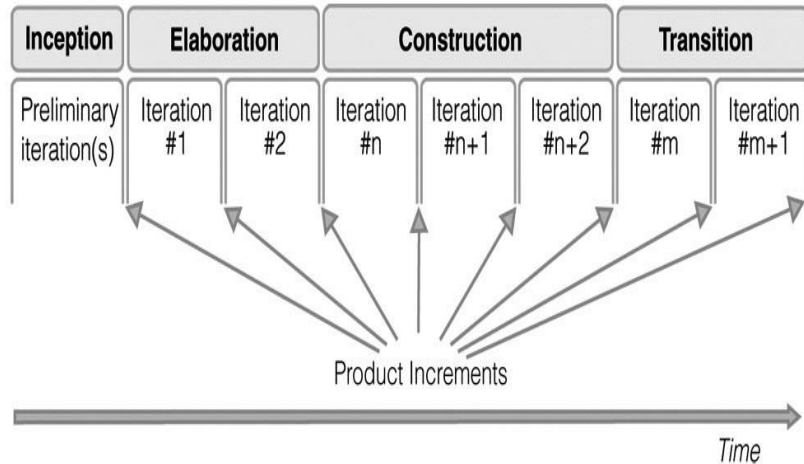 Inception Elaboration Construction Transition
Preliminary iteration(s)
Iteration #1
Iteration #2
Iteration #n
Iteration #n+1
Iteration #n+2
Iteration #m
Iteration #m+1
Product Increments
Time